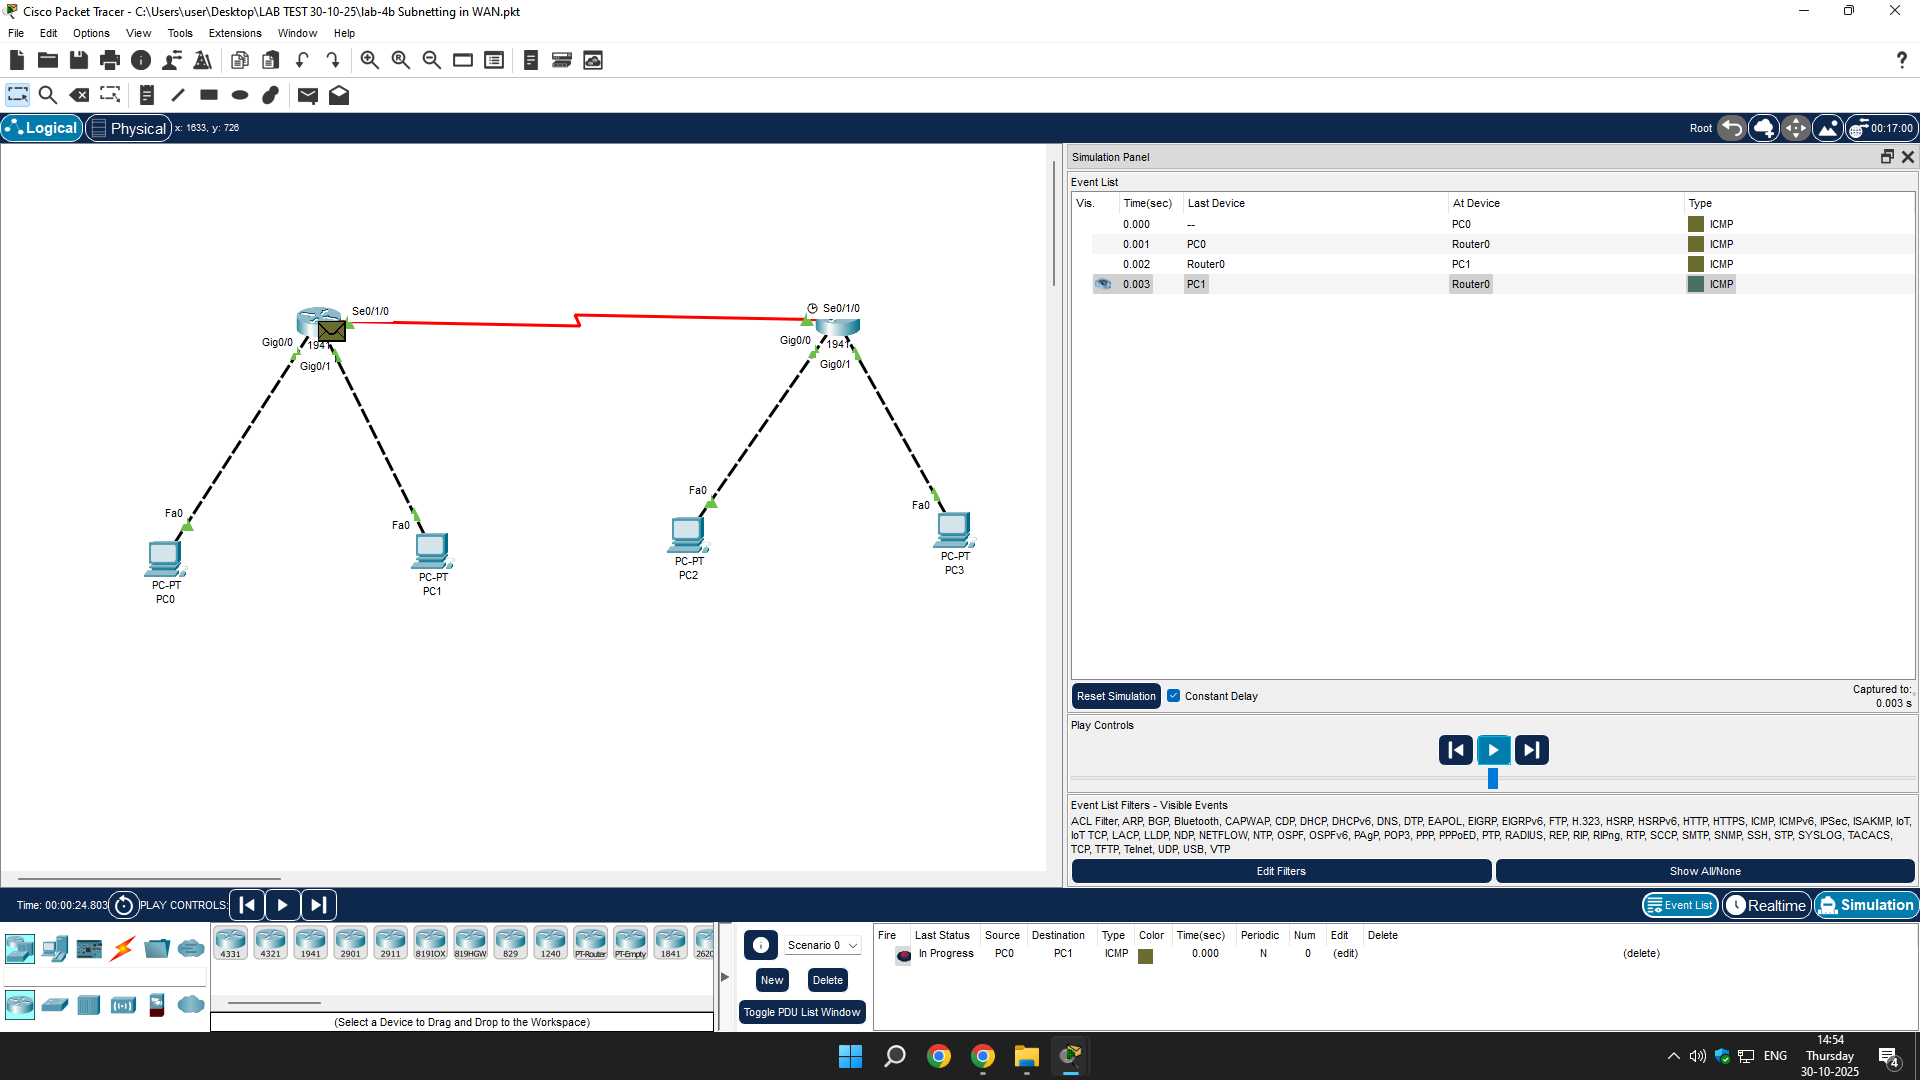 Cisco Packet Tracer - C:\Users\user\Desktop\LAB TEST 30-10-25\lab-4b Subnetting in WAN.pkt
File Edit Options View Tools Extensions Window Help
Logical Physical x: 1633, y: 726 Root 00:17:00
Simulation Panel
Event List
Vis. Time(sec) Last Device At Device Type
0.000 -- PC0 ICMP
0.001 PC0 Router0 ICMP
0.002 Router0 PC1 ICMP
0.003 PC1 Router0 ICMP
Se0/1/0 Se0/1/0
Gig0/0 1941 Gig0/0 1941
Gig0/1 Gig0/1
Fa0 Fa0 Fa0 Fa0
PC-PT
PC0
PC-PT
PC1
PC-PT
PC2
PC-PT
PC3
Reset Simulation Constant Delay Captured to:
0.003 s
Play Controls
Event List Filters - Visible Events
ACL Filter, ARP, BGP, Bluetooth, CAPWAP, CDP, DHCP, DHCPv6, DNS, DTP, EAPOL, EIGRP, EIGRPv6, FTP, H.323, HSRP, HSRPv6, HTTP, HTTPS, ICMP, ICMPv6, IPSec, ISAKMP, IoT,
IoT TCP, LACP, LLDP, NDP, NETFLOW, NTP, OSPF, OSPFv6, PAgP, POP3, PPP, PPPoED, PTP, RADIUS, REP, RIP, RIPng, RTP, SCCP, SMTP, SNMP, SSH, STP, SYSLOG, TACACS,
TCP, TFTP, Telnet, UDP, USB, VTP
Edit Filters Show All/None
Time: 00:00:24.803 PLAY CONTROLS: Event List Realtime Simulation
4331 4321 1941 2901 2911 819IOX 819HGW 829 1240 PT-Router PT-Empty 1841 2620
(Select a Device to Drag and Drop to the Workspace)
Scenario 0
New Delete
Toggle PDU List Window
Fire Last Status Source Destination Type Color Time(sec) Periodic Num Edit Delete
In Progress PC0 PC1 ICMP 0.000 N 0 (edit) (delete)
ENG
14:54
Thursday
30-10-2025
4